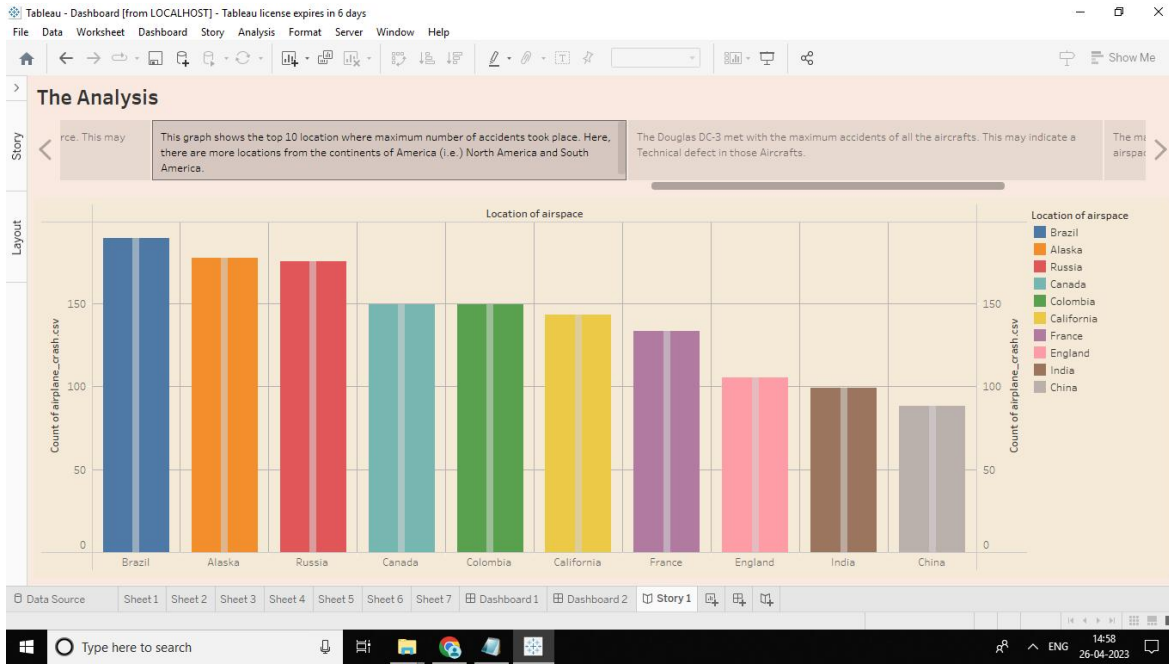 Tableau - Dashboard [from LOCALHOST] - Tableau license expires in 6 days
File Data Worksheet Dashboard Story Analysis Format Server Window Help
Show Me
The Analysis
Story
Layout
rce. This may
This graph shows the top 10 location where maximum number of accidents took place. Here,
there are more locations from the continents of America (i.e.) North America and South
America.
The Douglas DC-3 met with the maximum accidents of all the aircrafts. This may indicate a
Technical defect in those Aircrafts.
The ma
airspac
Location of airspace
Count of airplane_crash.csv
150
100
50
0
Brazil Alaska Russia Canada Colombia California France England India China
150
100
50
0
Count of airplane_crash.csv
Location of airspace
Brazil
Alaska
Russia
Canada
Colombia
California
France
England
India
China
Data Source Sheet 1 Sheet 2 Sheet 3 Sheet 4 Sheet 5 Sheet 6 Sheet 7 Dashboard 1 Dashboard 2 Story 1
Type here to search
ENG
14:58
26-04-2023